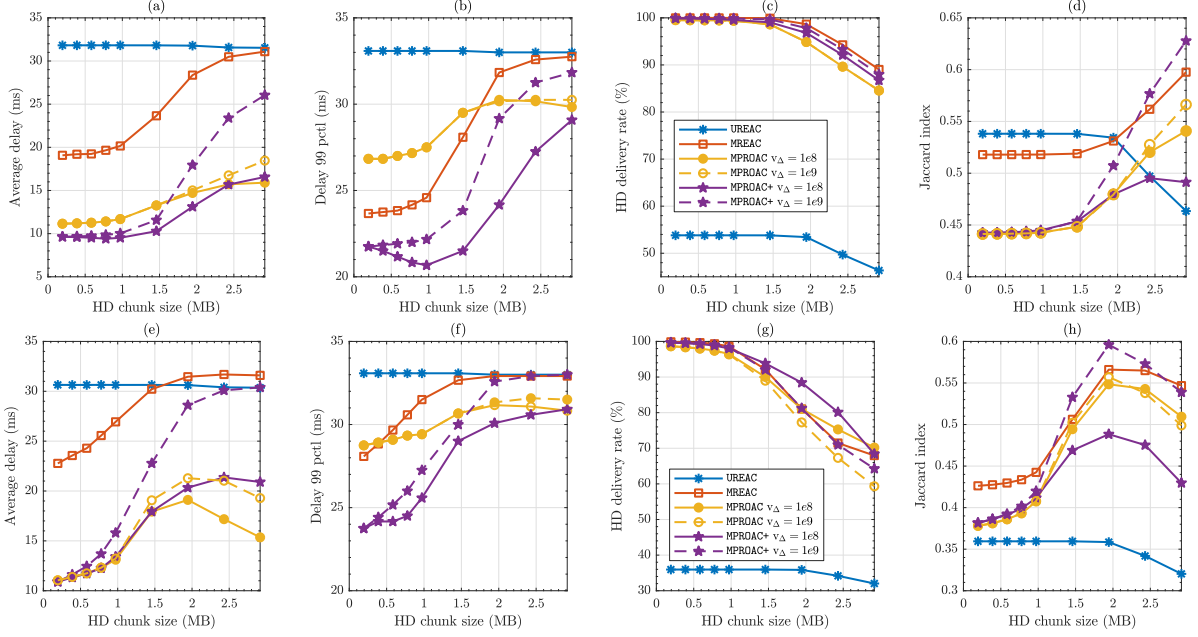 (a)
35
30
25
20
15
10
5
0 0.5 1 1.5 2 2.5
HD chunk size (MB)
Average delay (ms)
(b)
35
30
25
20
0 0.5 1 1.5 2 2.5
HD chunk size (MB)
Delay 99 pctl (ms)
(c)
100
90
80
70
60
50
0 0.5 1 1.5 2 2.5
HD chunk size (MB)
HD delivery rate (%)
UREAC
MREAC
MPROAC v∆ = 1e8
MPROAC v∆ = 1e9
MPROAC+ v∆ = 1e8
MPROAC+ v∆ = 1e9
(d)
0.65
0.6
0.55
0.5
0.45
0.4
0 0.5 1 1.5 2 2.5
HD chunk size (MB)
Jaccard index
(e)
35
30
25
20
15
10
0 0.5 1 1.5 2 2.5
HD chunk size (MB)
Average delay (ms)
(f)
35
30
25
20
0 0.5 1 1.5 2 2.5
HD chunk size (MB)
Delay 99 pctl (ms)
(g)
100
90
80
70
60
50
40
30
0 0.5 1 1.5 2 2.5
HD chunk size (MB)
HD delivery rate (%)
UREAC
MREAC
MPROAC v∆ = 1e8
MPROAC v∆ = 1e9
MPROAC+ v∆ = 1e8
MPROAC+ v∆ = 1e9
(h)
0.6
0.55
0.5
0.45
0.4
0.35
0.3
0 0.5 1 1.5 2 2.5
HD chunk size (MB)
Jaccard index